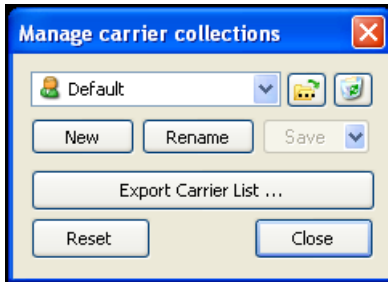 Manage carrier collections
Default
New Rename Save
Export Carrier List ...
Reset Close